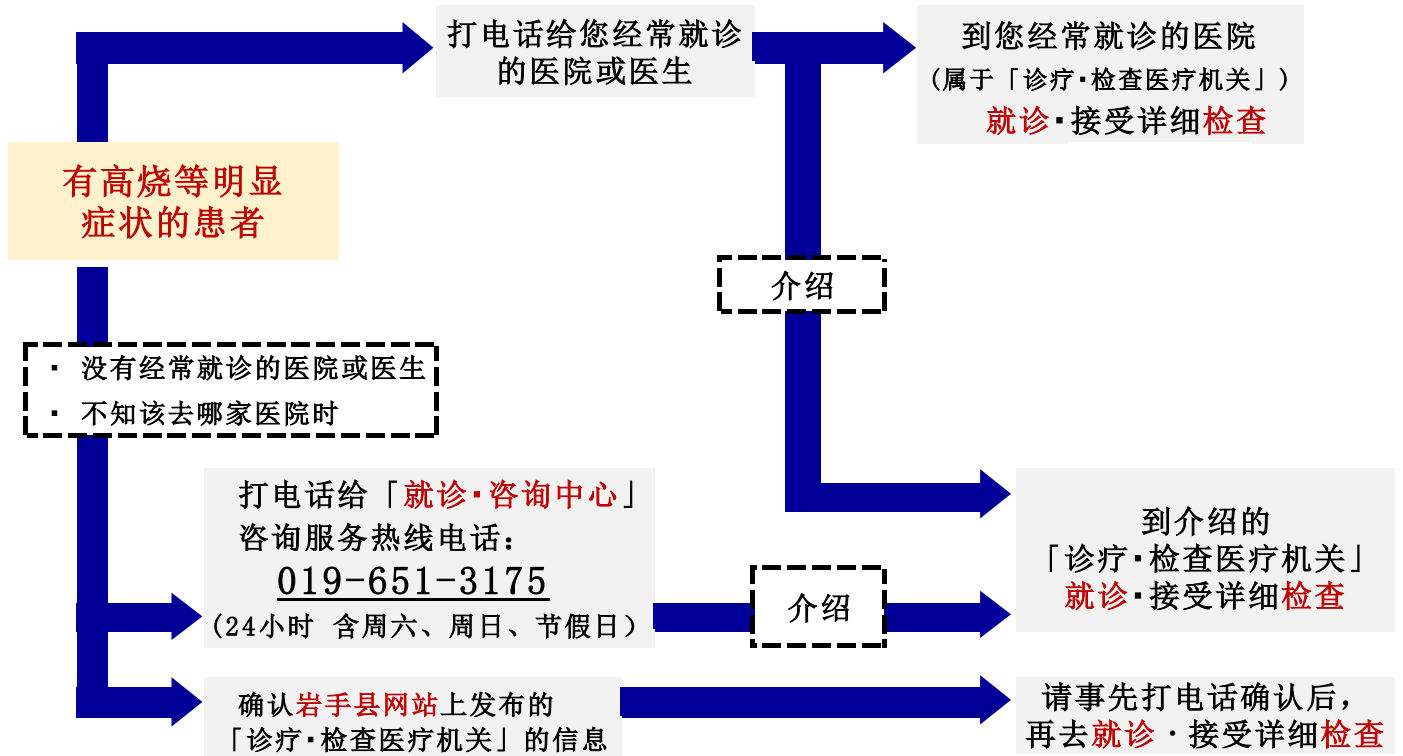 打电话给您经常就诊
的医院或医生
到您经常就诊的医院
(属于「诊疗·检查医疗机关」)
就诊·接受详细检查
有高烧等明显
症状的患者
介绍
· 没有经常就诊的医院或医生
· 不知该去哪家医院时
打电话给「就诊·咨询中心」
咨询服务热线电话:
019-651-3175
(24小时 含周六、周日、节假日)
介绍
到介绍的
「诊疗·检查医疗机关」
就诊·接受详细检查
确认岩手县网站上发布的
「诊疗·检查医疗机关」的信息
请事先打电话确认后,
再去就诊·接受详细检查